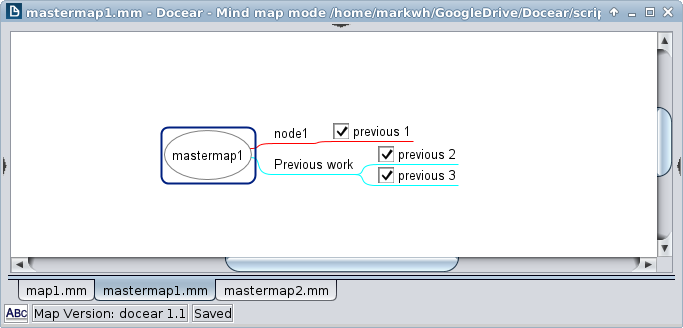 mastermap1.mm - Docear - Mind map mode /home/markwh/GoogleDrive/Docear/scrip
node1
previous 1
mastermap1
Previous work
previous 2
previous 3
map1.mm mastermap1.mm mastermap2.mm
ABC Map Version: docear 1.1 Saved